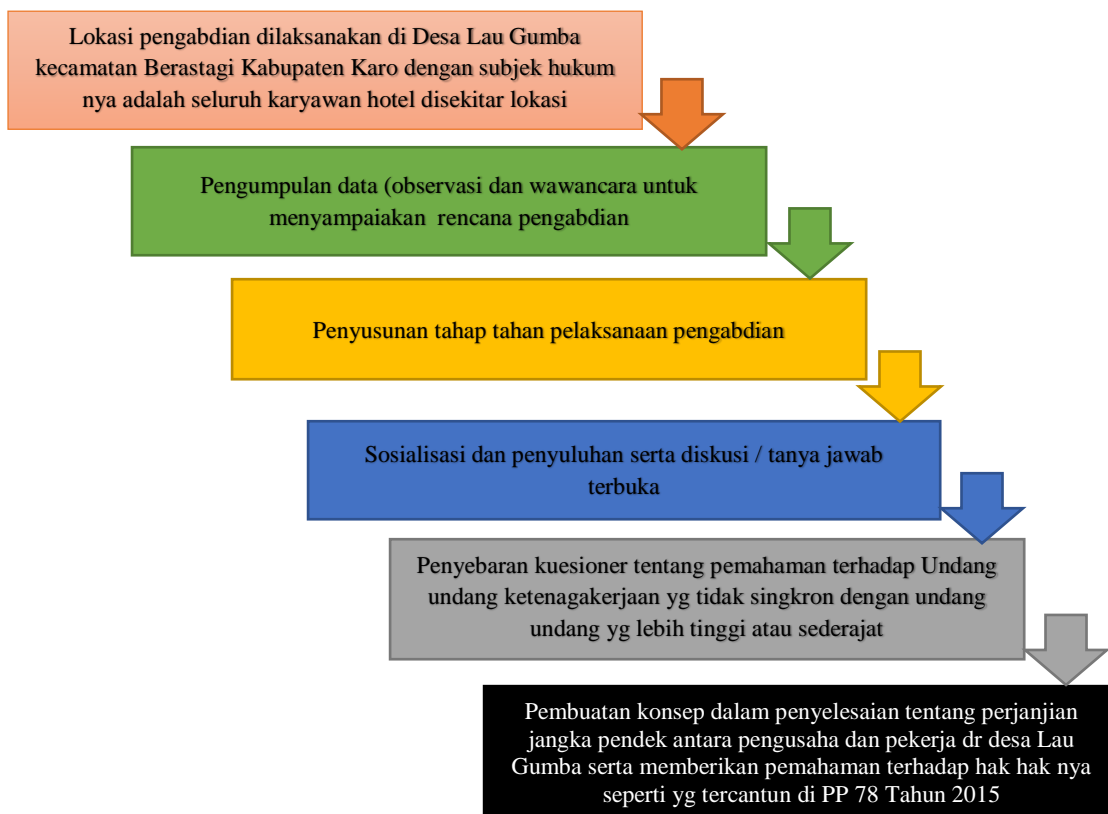 Lokasi pengabdian dilaksanakan di Desa Lau Gumba
kecamatan Berastagi Kabupaten Karo dengan subjek hukum
nya adalah seluruh karyawan hotel disekitar lokasi
Pengumpulan data (observasi dan wawancara untuk
menyampaiakan rencana pengabdian
Penyusunan tahap tahan pelaksanaan pengabdian
Sosialisasi dan penyuluhan serta diskusi / tanya jawab
terbuka
Penyebaran kuesioner tentang pemahaman terhadap Undang
undang ketenagakerjaan yg tidak singkron dengan undang
undang yg lebih tinggi atau sederajat
Pembuatan konsep dalam penyelesaian tentang perjanjian
jangka pendek antara pengusaha dan pekerja dr desa Lau
Gumba serta memberikan pemahaman terhadap hak hak nya
seperti yg tercantun di PP 78 Tahun 2015